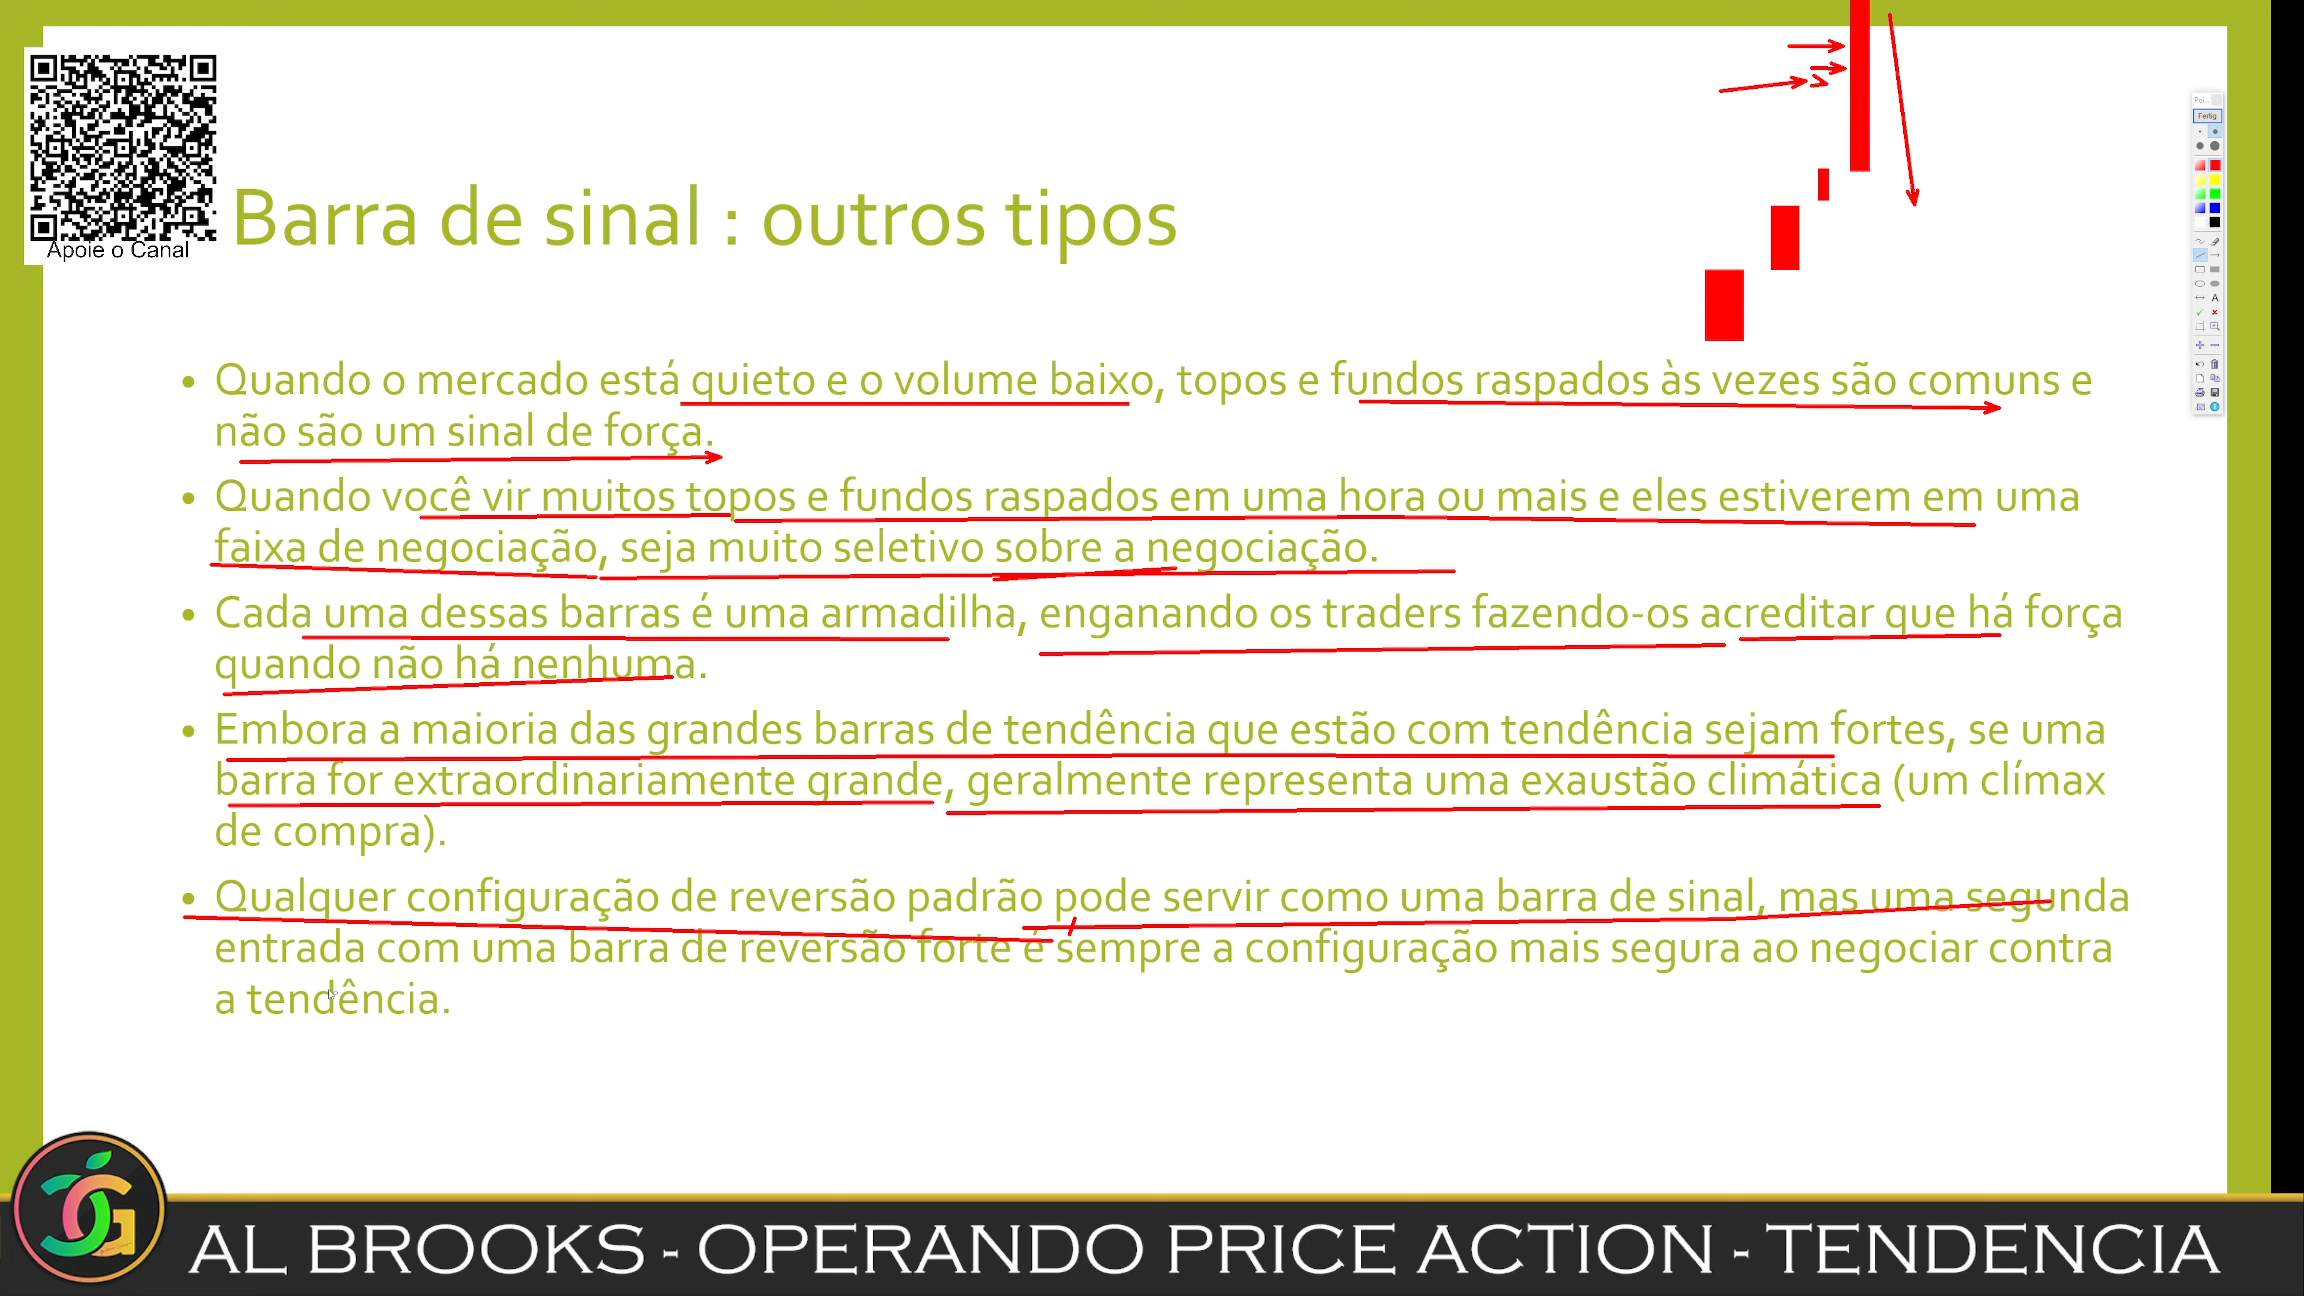 Apoie o Canal
Barra de sinal : outros tipos
• Quando o mercado está quieto e o volume baixo, topos e fundos raspados às vezes são comuns e
não são um sinal de força.
• Quando você vir muitos topos e fundos raspados em uma hora ou mais e eles estiverem em uma
faixa de negociação, seja muito seletivo sobre a negociação.
• Cada uma dessas barras é uma armadilha, enganando os traders fazendo-os acreditar que há força
quando não há nenhuma.
• Embora a maioria das grandes barras de tendência que estão com tendência sejam fortes, se uma
barra for extraordinariamente grande, geralmente representa uma exaustão climática (um clímax
de compra).
• Qualquer configuração de reversão padrão pode servir como uma barra de sinal, mas uma segunda
entrada com uma barra de reversão forte é sempre a configuração mais segura ao negociar contra
a tendência.
Poi...
Fertig
A
AL BROOKS - OPERANDO PRICE ACTION - TENDENCIA